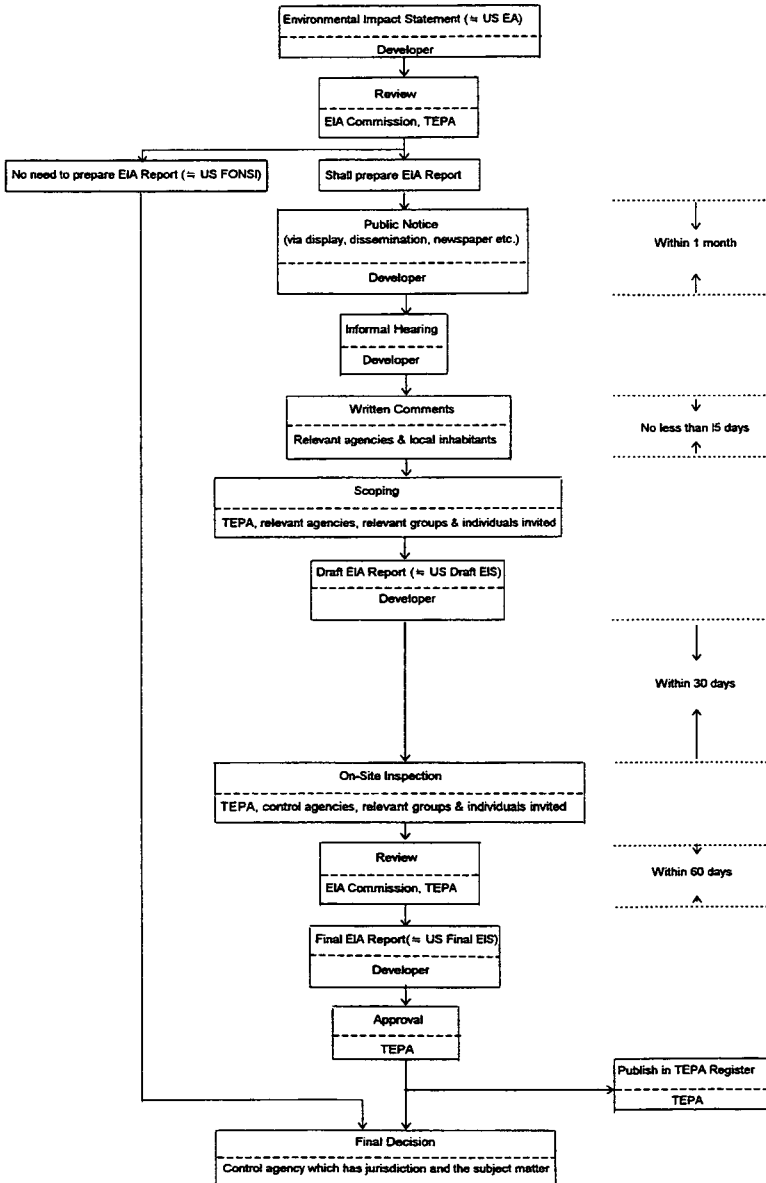 Environmental Impact Statement (≒ US EA)
Developer
Review
EIA Commission, TEPA
No need to prepare EIA Report (≒ US FONSI)
Shall prepare EIA Report
Public Notice
(via display, dissemination, newspaper etc.)
Developer
Within 1 month
Informal Hearing
Developer
Written Comments
Relevant agencies & local inhabitants
No less than 15 days
Scoping
TEPA, relevant agencies, relevant groups & individuals invited
Draft EIA Report (≒ US Draft EIS)
Developer
Within 30 days
On-Site Inspection
TEPA, control agencies, relevant groups & individuals invited
Review
EIA Commission, TEPA
Within 60 days
Final EIA Report(≒ US Final EIS)
Developer
Approval
TEPA
Publish in TEPA Register
TEPA
Final Decision
Control agency which has jurisdiction and the subject matter